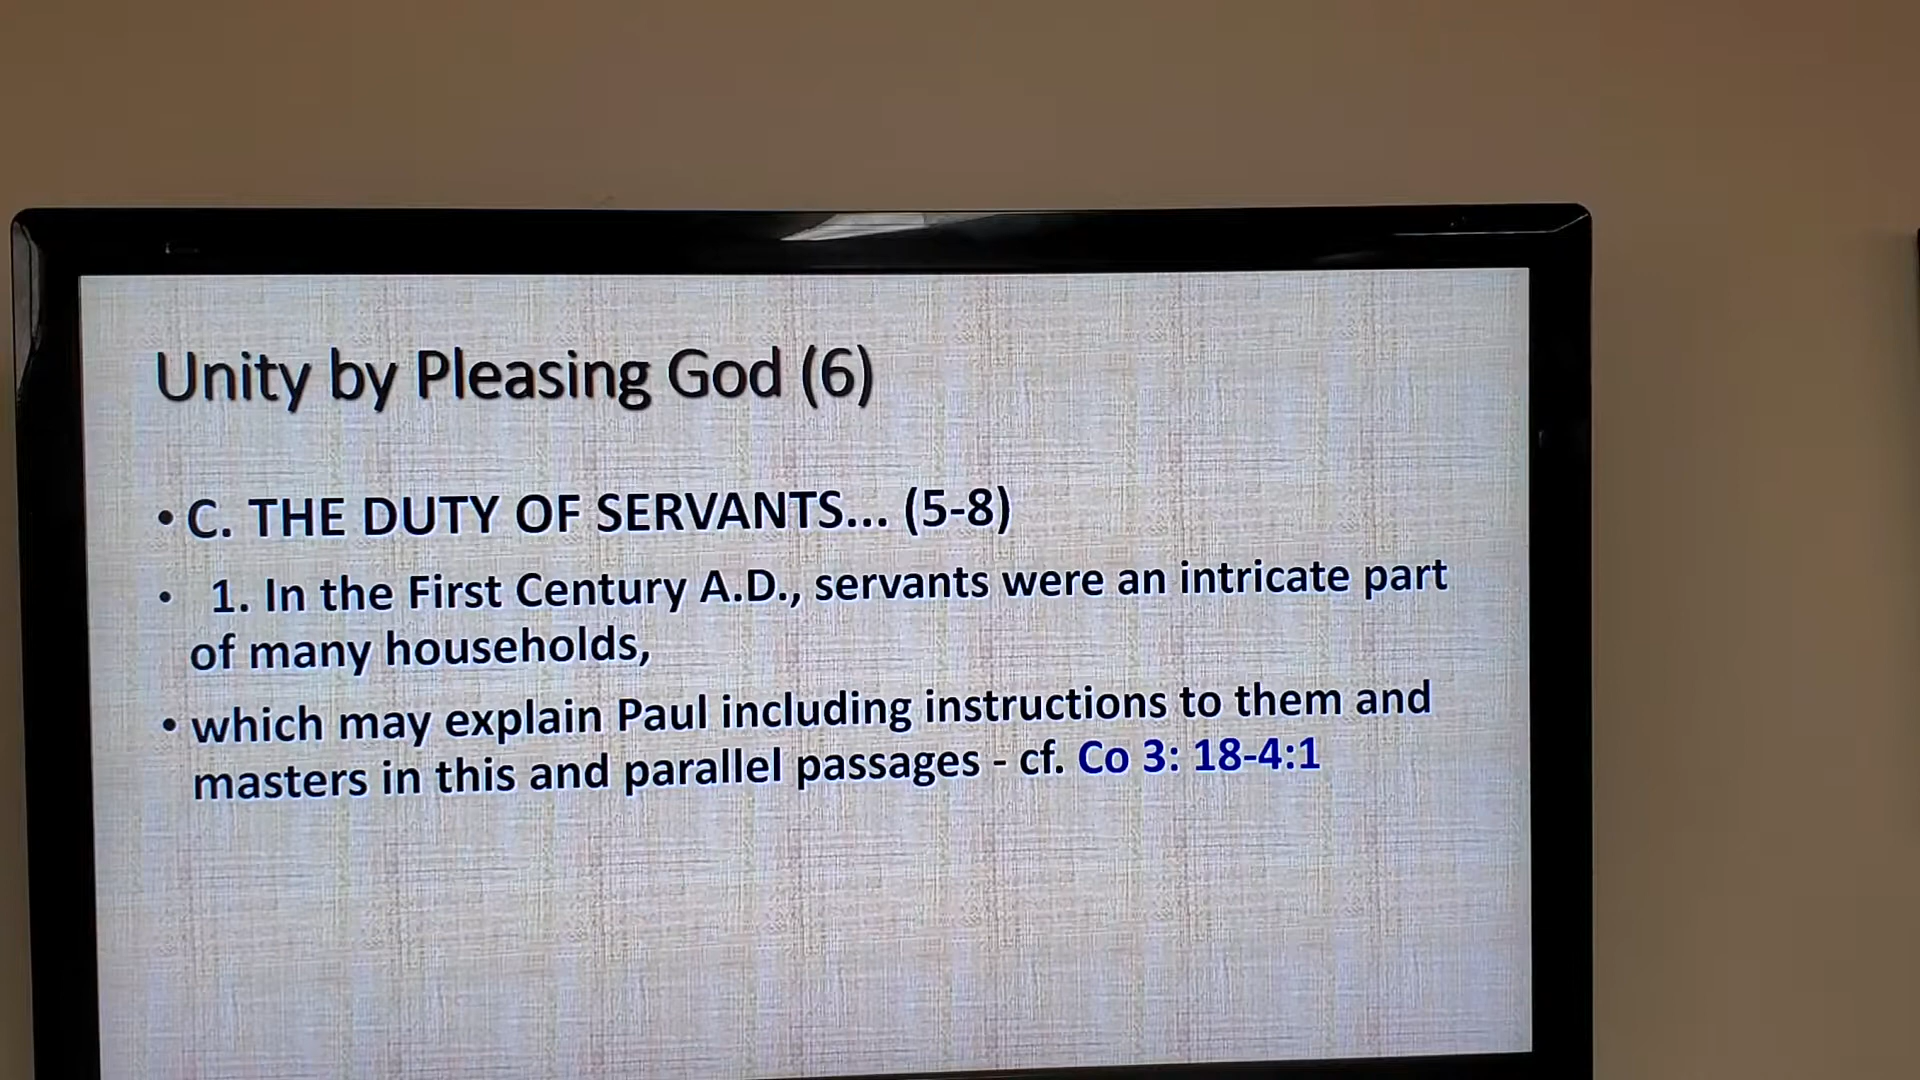 Unity by Pleasing God (6)
• C. THE DUTY OF SERVANTS... (5-8)
• 1. In the First Century A.D., servants were an intricate part
of many households,
• which may explain Paul including instructions to them and
masters in this and parallel passages - cf. Co 3: 18-4:1